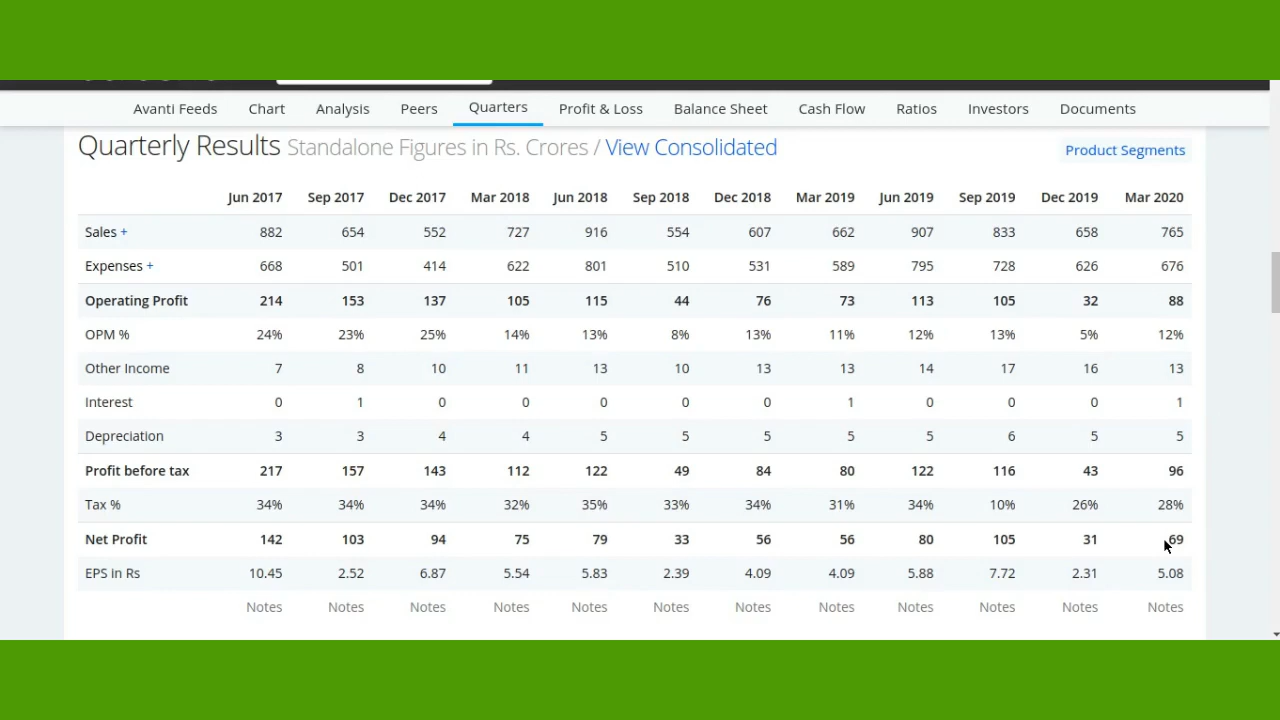 Avanti Feeds Chart Analysis Peers Quarters Profit & Loss Balance Sheet Cash Flow Ratios Investors Documents
Quarterly Results Standalone Figures in Rs. Crores / View Consolidated Product Segments
Jun 2017 Sep 2017 Dec 2017 Mar 2018 Jun 2018 Sep 2018 Dec 2018 Mar 2019 Jun 2019 Sep 2019 Dec 2019 Mar 2020
Sales + 882 654 552 727 916 554 607 662 907 833 658 765
Expenses + 668 501 414 622 801 510 531 589 795 728 626 676
Operating Profit 214 153 137 105 115 44 76 73 113 105 32 88
OPM % 24% 23% 25% 14% 13% 8% 13% 11% 12% 13% 5% 12%
Other Income 7 8 10 11 13 10 13 13 14 17 16 13
Interest 0 1 0 0 0 0 0 1 0 0 0 1
Depreciation 3 3 4 4 5 5 5 5 5 6 5 5
Profit before tax 217 157 143 112 122 49 84 80 122 116 43 96
Tax % 34% 34% 34% 32% 35% 33% 34% 31% 34% 10% 26% 28%
Net Profit 142 103 94 75 79 33 56 56 80 105 31 69
EPS in Rs 10.45 2.52 6.87 5.54 5.83 2.39 4.09 4.09 5.88 7.72 2.31 5.08
Notes Notes Notes Notes Notes Notes Notes Notes Notes Notes Notes Notes